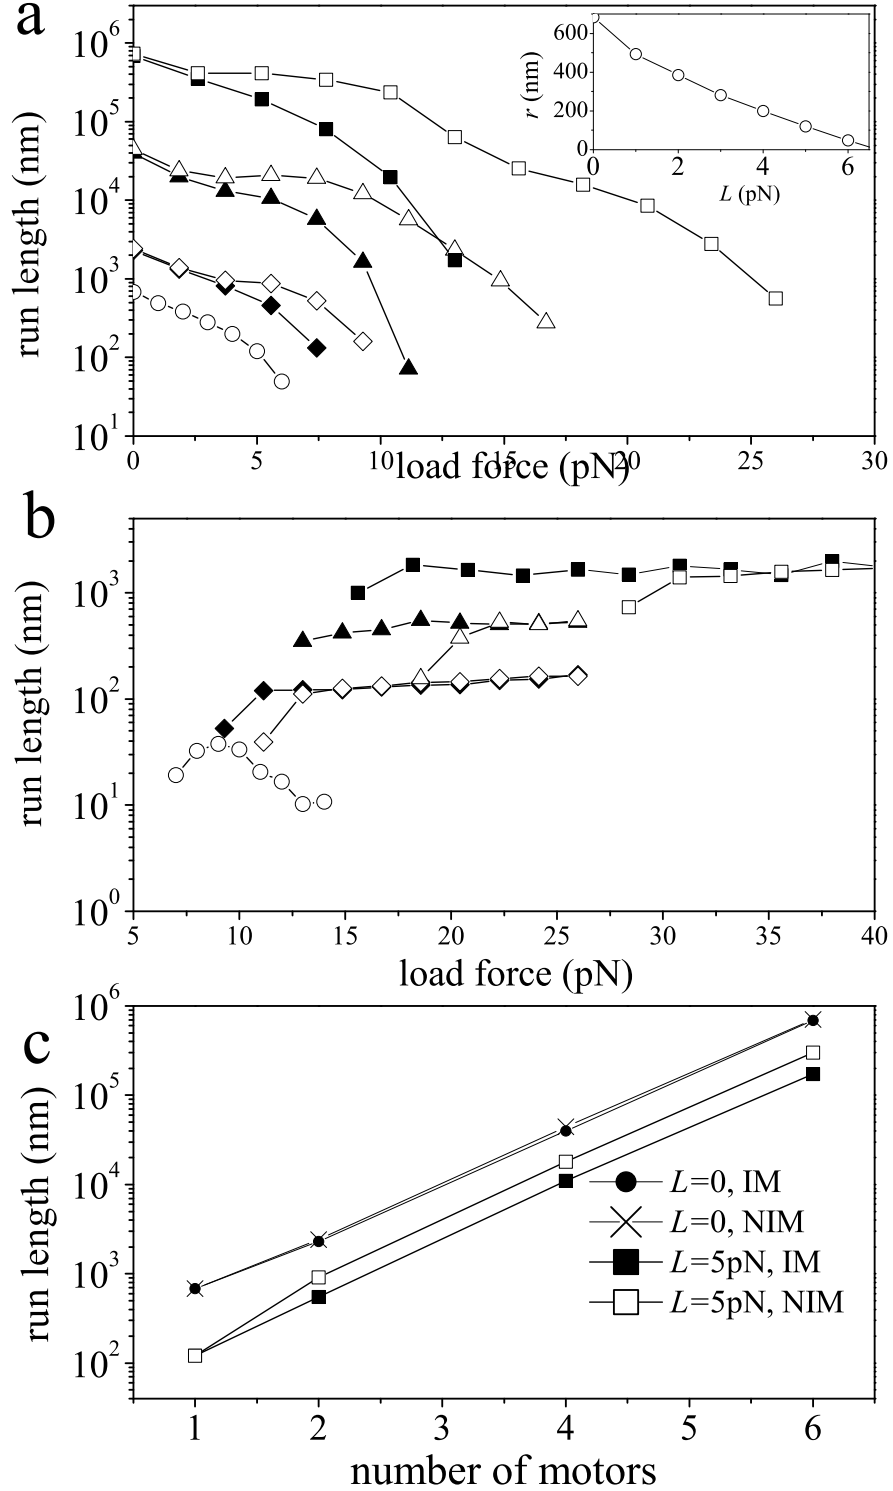 a
10^6
10^5
10^4
10^3
10^2
10^1
run length (nm)
0 5 10 15 20 25 30
load force (pN)
600
400
200
0
r (nm)
0 2 4 6
L (pN)
b
10^3
10^2
10^1
10^0
run length (nm)
5 10 15 20 25 30 35 40
load force (pN)
c
10^6
10^5
10^4
10^3
10^2
run length (nm)
L=0, IM
L=0, NIM
L=5pN, IM
L=5pN, NIM
1 2 4 6
number of motors